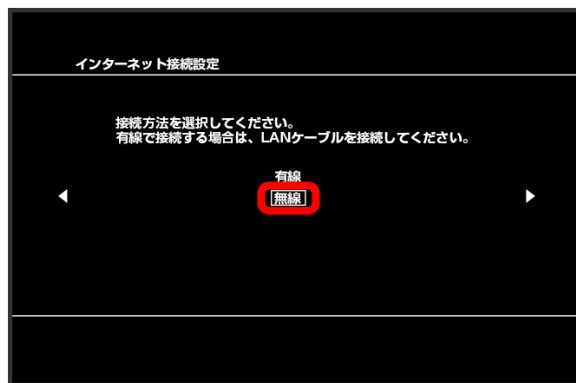 インターネット接続設定
接続方法を選択してください。
有線で接続する場合は、LANケーブルを接続してください。
有線
無線